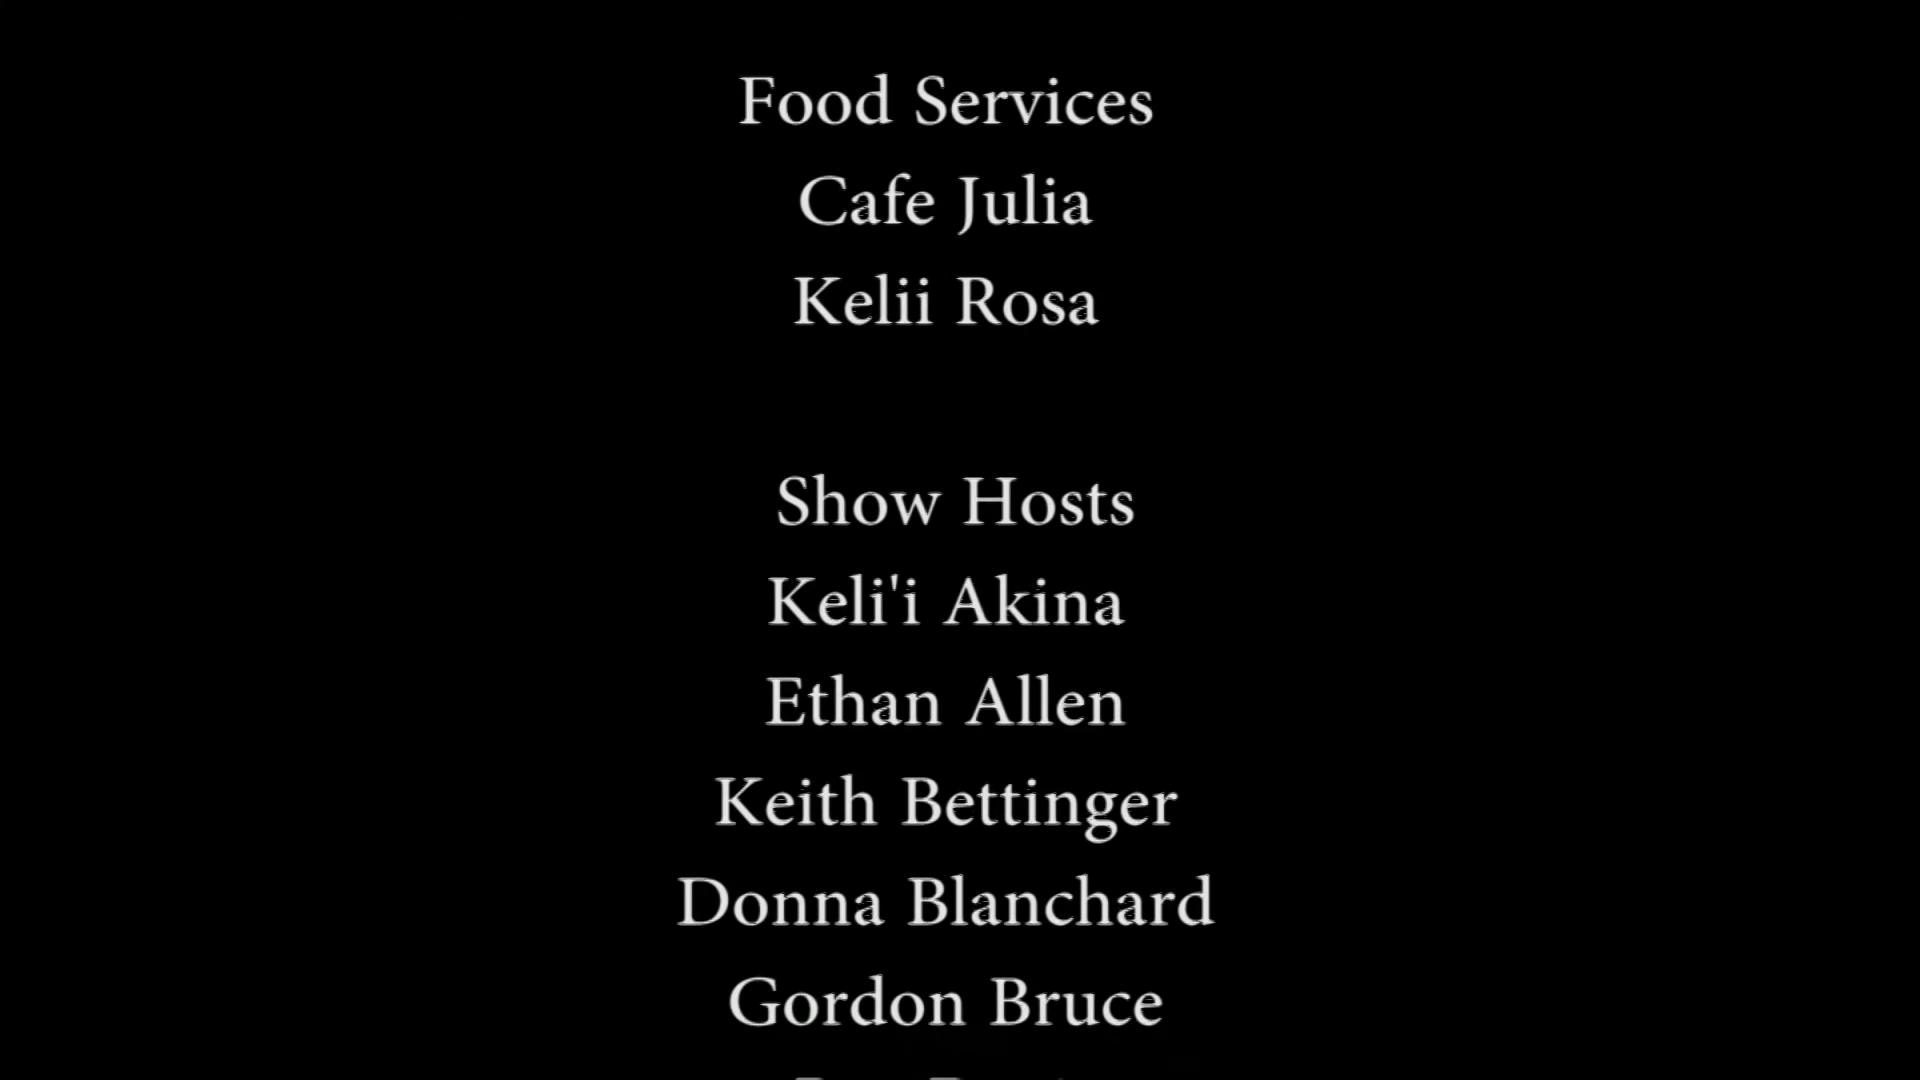 Food Services
Cafe Julia
Kelii Rosa
Show Hosts
Keli'i Akina
Ethan Allen
Keith Bettinger
Donna Blanchard
Gordon Bruce